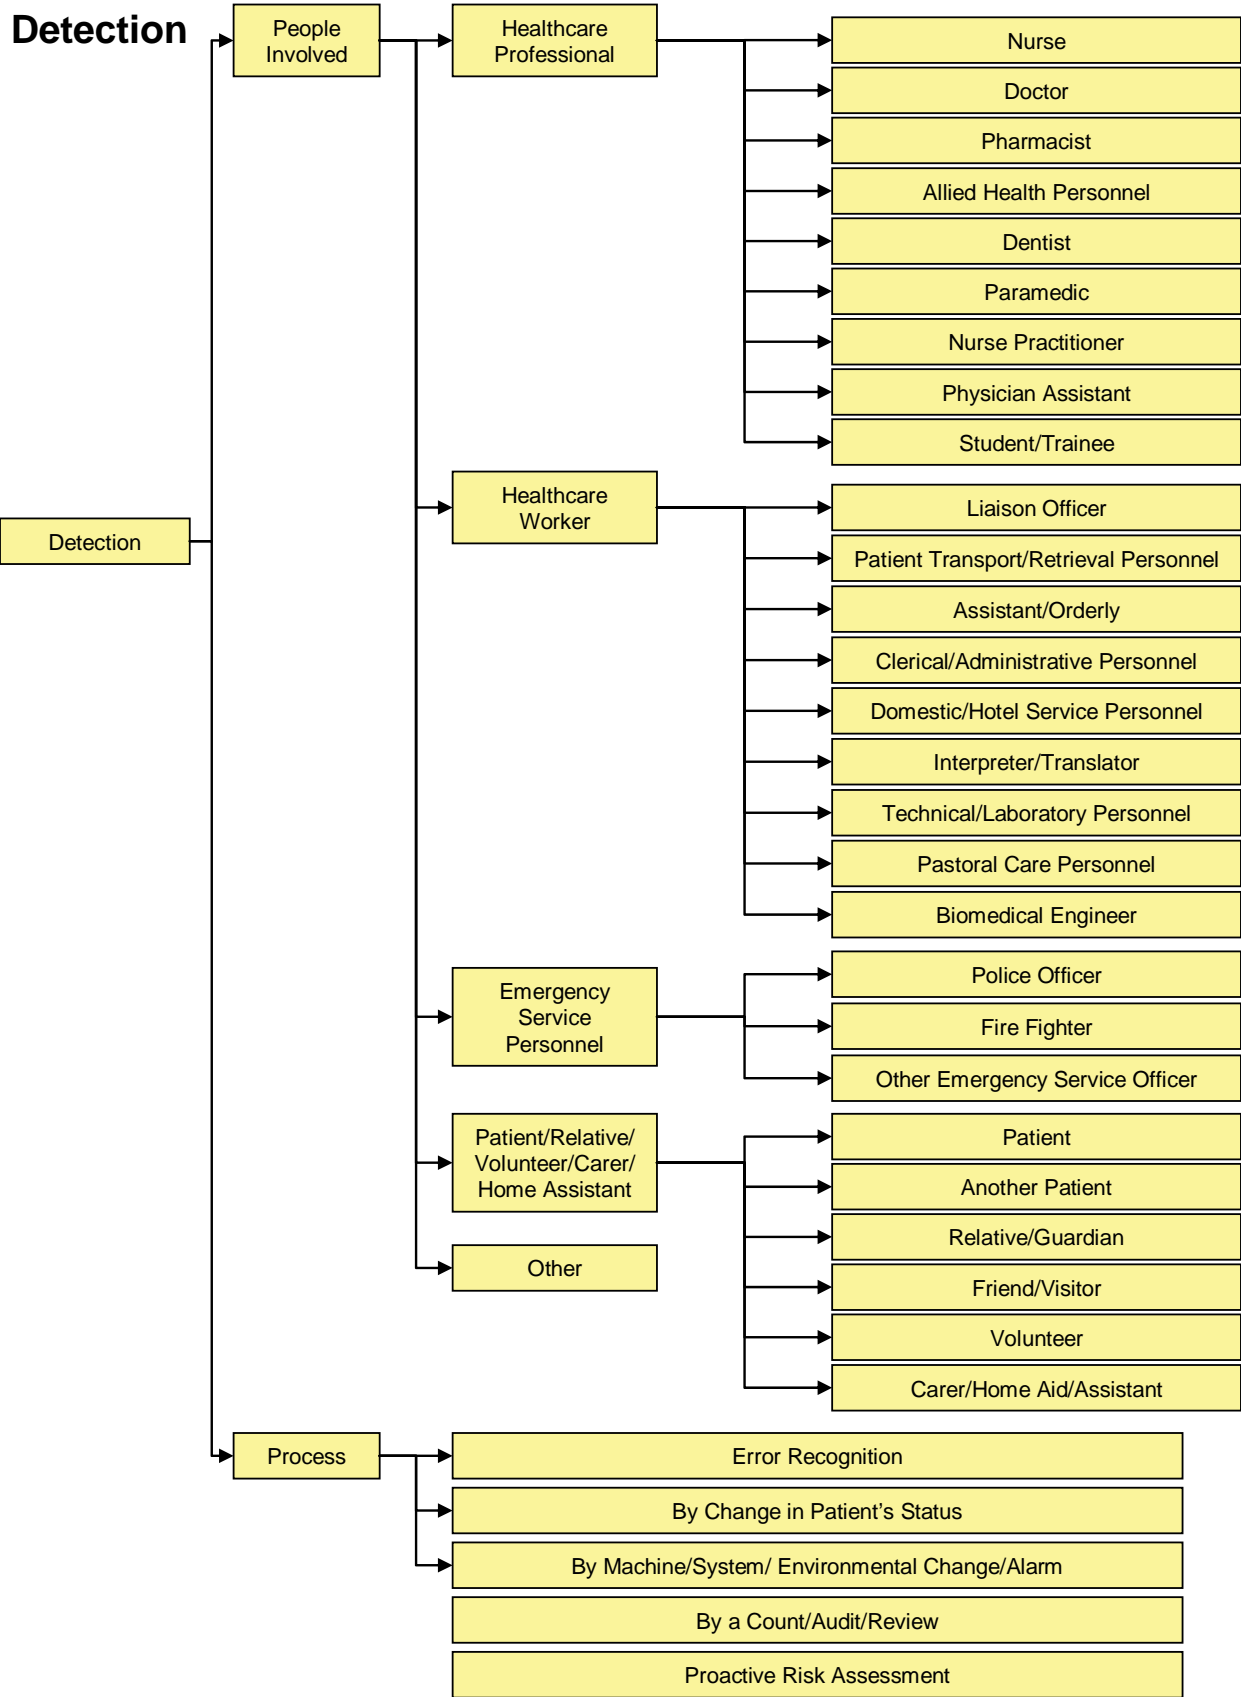 Detection
People
Involved
Healthcare
Professional
Nurse
Doctor
Pharmacist
Allied Health Personnel
Dentist
Paramedic
Nurse Practitioner
Physician Assistant
Student/Trainee
Healthcare
Worker
Liaison Officer
Patient Transport/Retrieval Personnel
Assistant/Orderly
Clerical/Administrative Personnel
Domestic/Hotel Service Personnel
Interpreter/Translator
Technical/Laboratory Personnel
Pastoral Care Personnel
Biomedical Engineer
Detection
Emergency
Service
Personnel
Police Officer
Fire Fighter
Other Emergency Service Officer
Patient/Relative/
Volunteer/Carer/
Home Assistant
Patient
Another Patient
Relative/Guardian
Friend/Visitor
Volunteer
Carer/Home Aid/Assistant
Other
Process
Error Recognition
By Change in Patient's Status
By Machine/System/ Environmental Change/Alarm
By a Count/Audit/Review
Proactive Risk Assessment